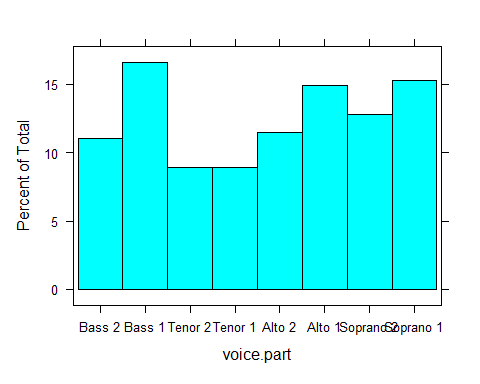 Percent of Total
15
10
5
0
Bass 2 Bass 1 Tenor 2 Tenor 1 Alto 2 Alto 1 Soprano 2 Soprano 1
voice.part